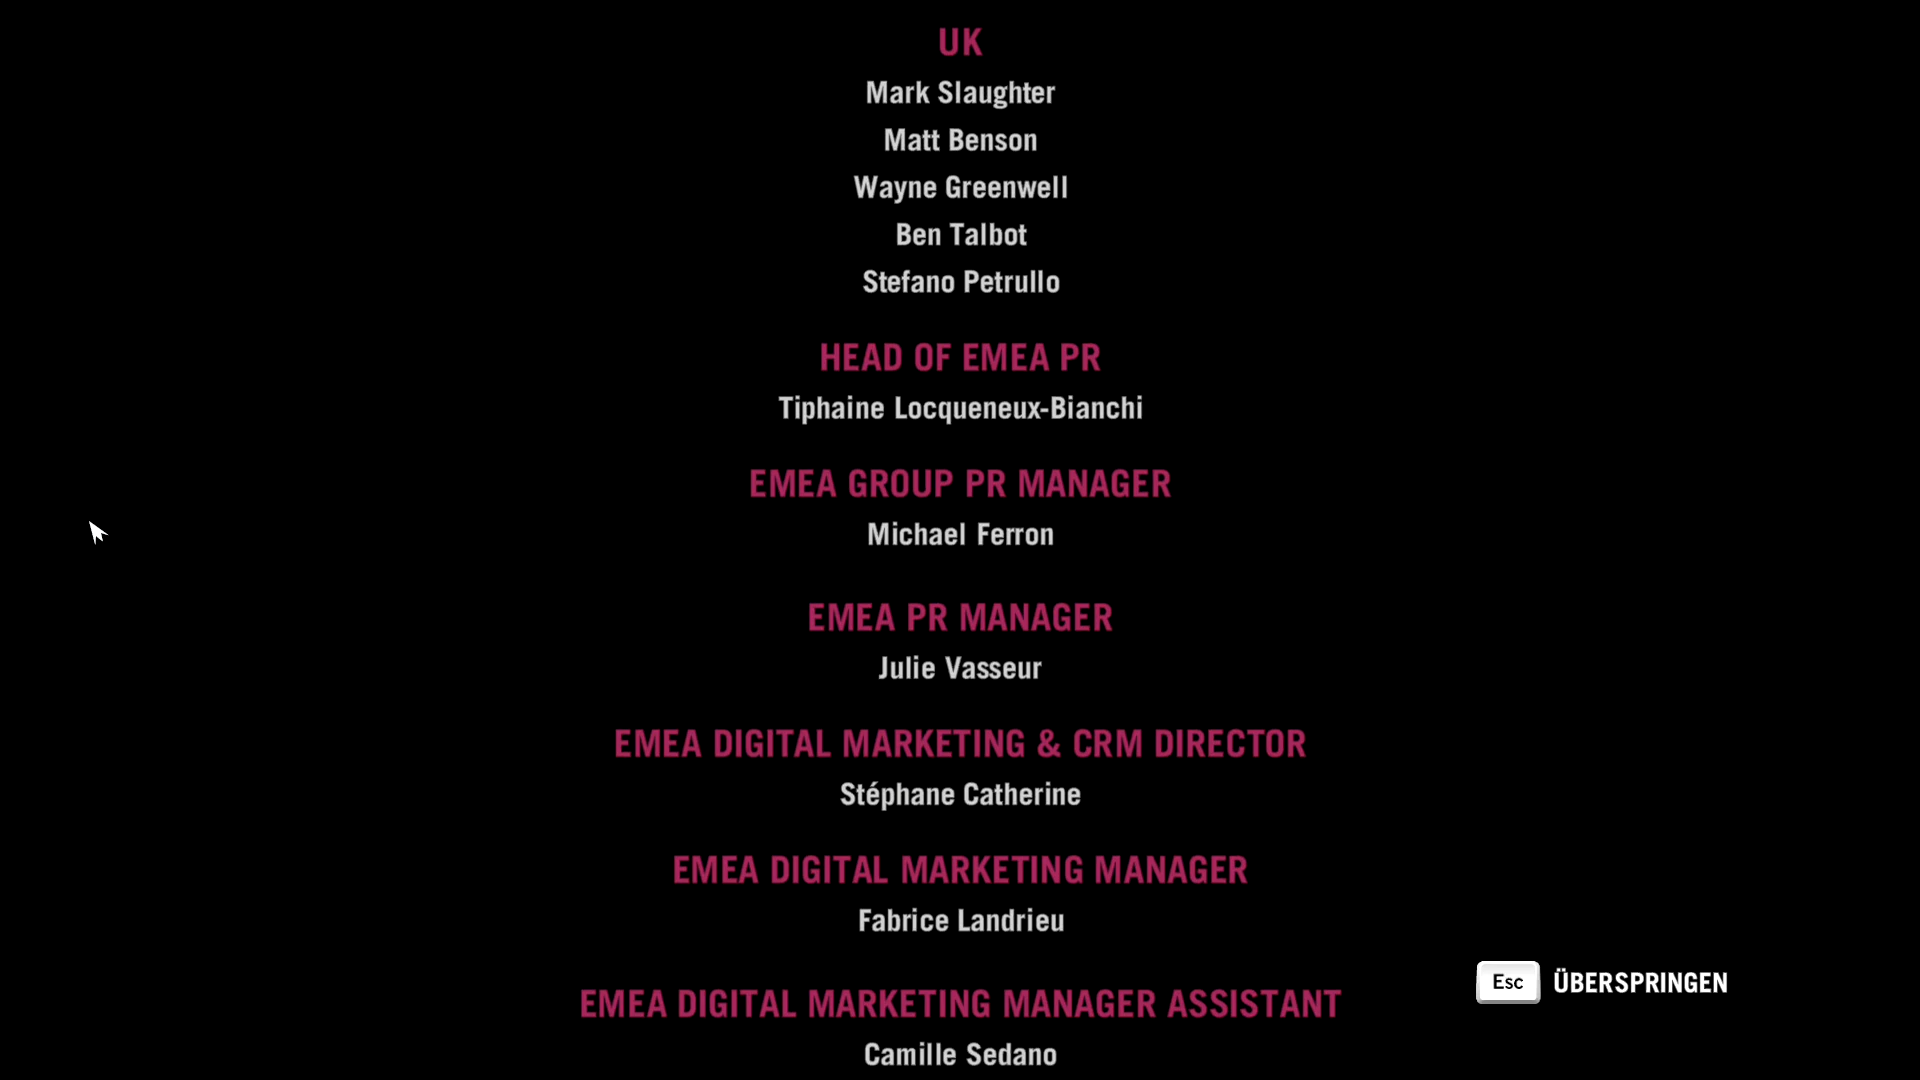 UK
Mark Slaughter
Matt Benson
Wayne Greenwell
Ben Talbot
Stefano Petrullo
HEAD OF EMEA PR
Tiphaine Locqueneux-Bianchi
EMEA GROUP PR MANAGER
Michael Ferron
EMEA PR MANAGER
Julie Vasseur
EMEA DIGITAL MARKETING & CRM DIRECTOR
Stéphane Catherine
EMEA DIGITAL MARKETING MANAGER
Fabrice Landrieu
Esc ÜBERSPRINGEN
EMEA DIGITAL MARKETING MANAGER ASSISTANT
Camille Sedano